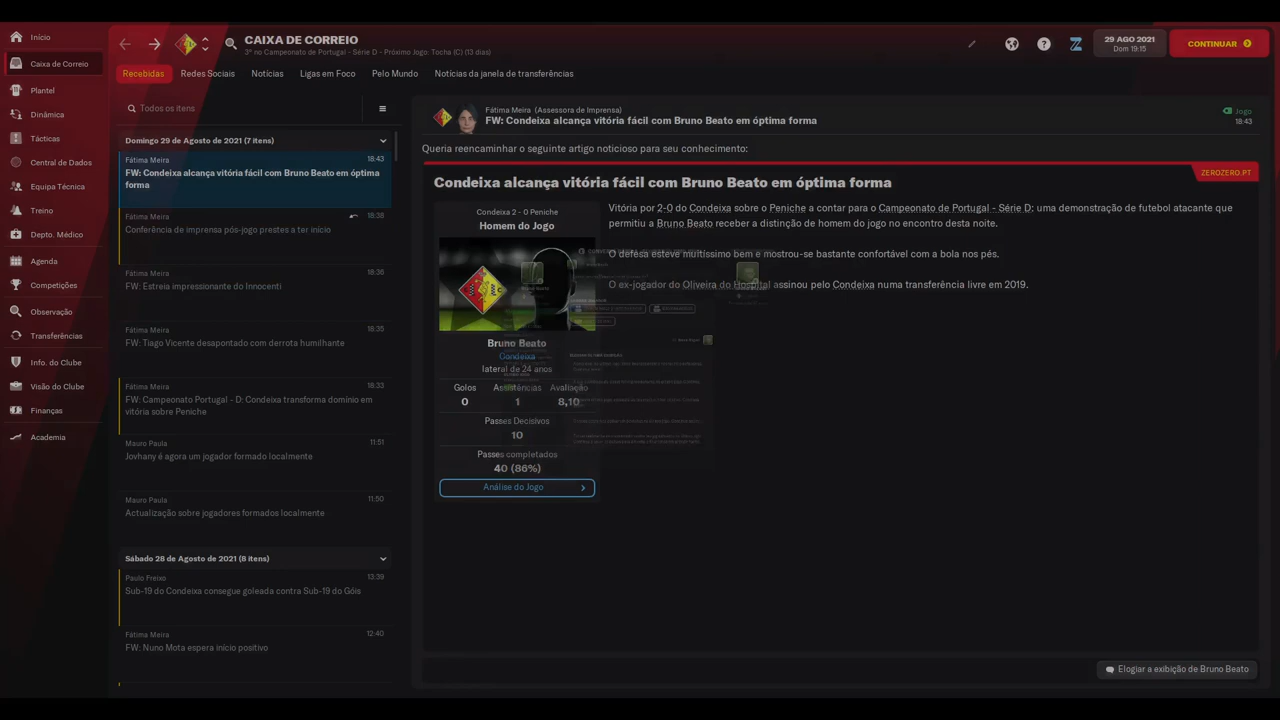 Início
Caixa de Correio
Plantel
Dinâmica
Tácticas
Central de Dados
Equipa Técnica
Treino
Depto. Médico
Agenda
Competições
Observação
Transferências
Info. do Clube
Visão do Clube
Finanças
Academia
CAIXA DE CORREIO
3º no Campeonato de Portugal - Série D - Próximo Jogo: Tocha (C) (13 dias)
29 AGO 2021
Dom 19:15
CONTINUAR
Recebidas
Redes Sociais
Notícias
Ligas em Foco
Pelo Mundo
Notícias da janela de transferências
Todos os itens
Domingo 29 de Agosto de 2021 (7 itens)
Fátima Meira 18:43
FW: Condeixa alcança vitória fácil com Bruno Beato em óptima
forma
Fátima Meira 18:38
Conferência de imprensa pós-jogo prestes a ter início
Fátima Meira 18:36
FW: Estreia impressionante do Innocenti
Fátima Meira 18:35
FW: Tiago Vicente desapontado com derrota humilhante
Fátima Meira 18:33
FW: Campeonato Portugal - D: Condeixa transforma domínio em
vitória sobre Peniche
Mauro Paula 11:51
Jovhany é agora um jogador formado localmente
Mauro Paula 11:50
Actualização sobre jogadores formados localmente
Sábado 28 de Agosto de 2021 (8 itens)
Paulo Freixo 13:39
Sub-19 do Condeixa consegue goleada contra Sub-19 do Góis
Fátima Meira 12:40
FW: Nuno Mota espera início positivo
Fátima Meira (Assessora de Imprensa)
FW: Condeixa alcança vitória fácil com Bruno Beato em óptima forma
Jogo
18:43
Queria reencaminhar o seguinte artigo noticioso para seu conhecimento:
ZEROZERO.PT
Condeixa alcança vitória fácil com Bruno Beato em óptima forma
Condeixa 2 - 0 Peniche
Homem do Jogo
Bruno Beato
Condeixa
lateral de 24 anos
Golos Assistências Avaliação
0 1 8,10
Passes Decisivos
10
Passes completados
40 (86%)
Análise do Jogo
Vitória por 2-0 do Condeixa sobre o Peniche a contar para o Campeonato de Portugal - Série D: uma demonstração de futebol atacante que
permitiu a Bruno Beato receber a distinção de homem do jogo no encontro desta noite.
O defesa esteve muitíssimo bem e mostrou-se bastante confortável com a bola nos pés.
O ex-jogador do Oliveira do Hospital assinou pelo Condeixa numa transferência livre em 2019.
Elogiar a exibição de Bruno Beato